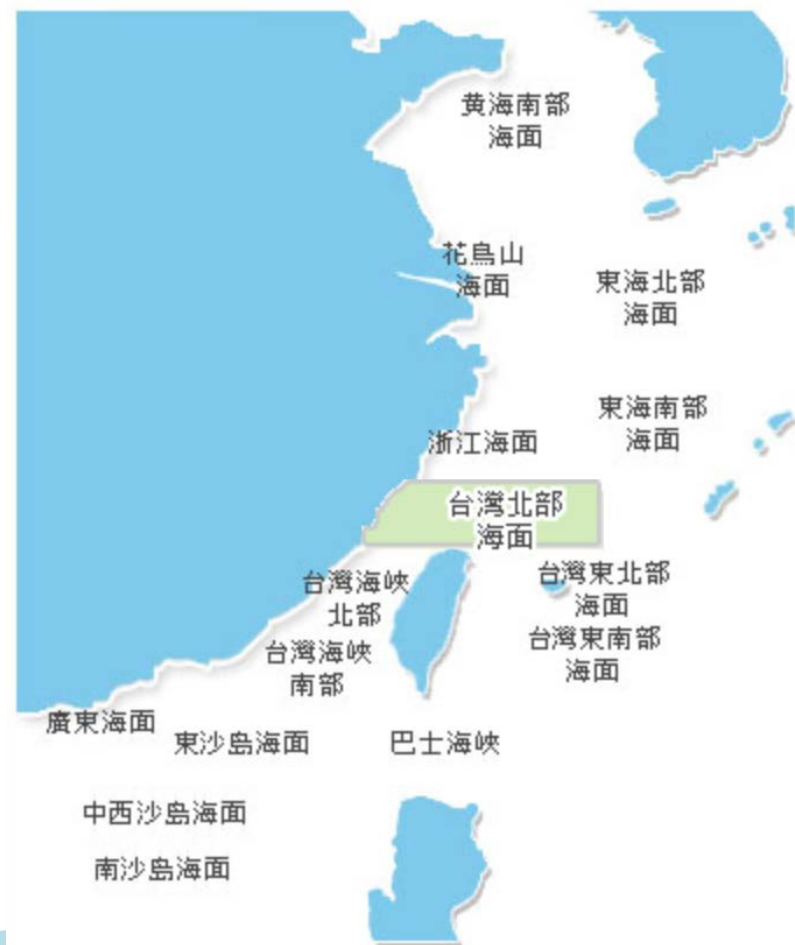 黄海南部
海面
花鳥山
海面
東海北部
海面
東海南部
海面
浙江海面
台灣北部
海面
台灣海峽
北部
台灣東北部
海面
台灣海峽
南部
台灣東南部
海面
廣東海面
東沙島海面
巴士海峽
中西沙島海面
南沙島海面